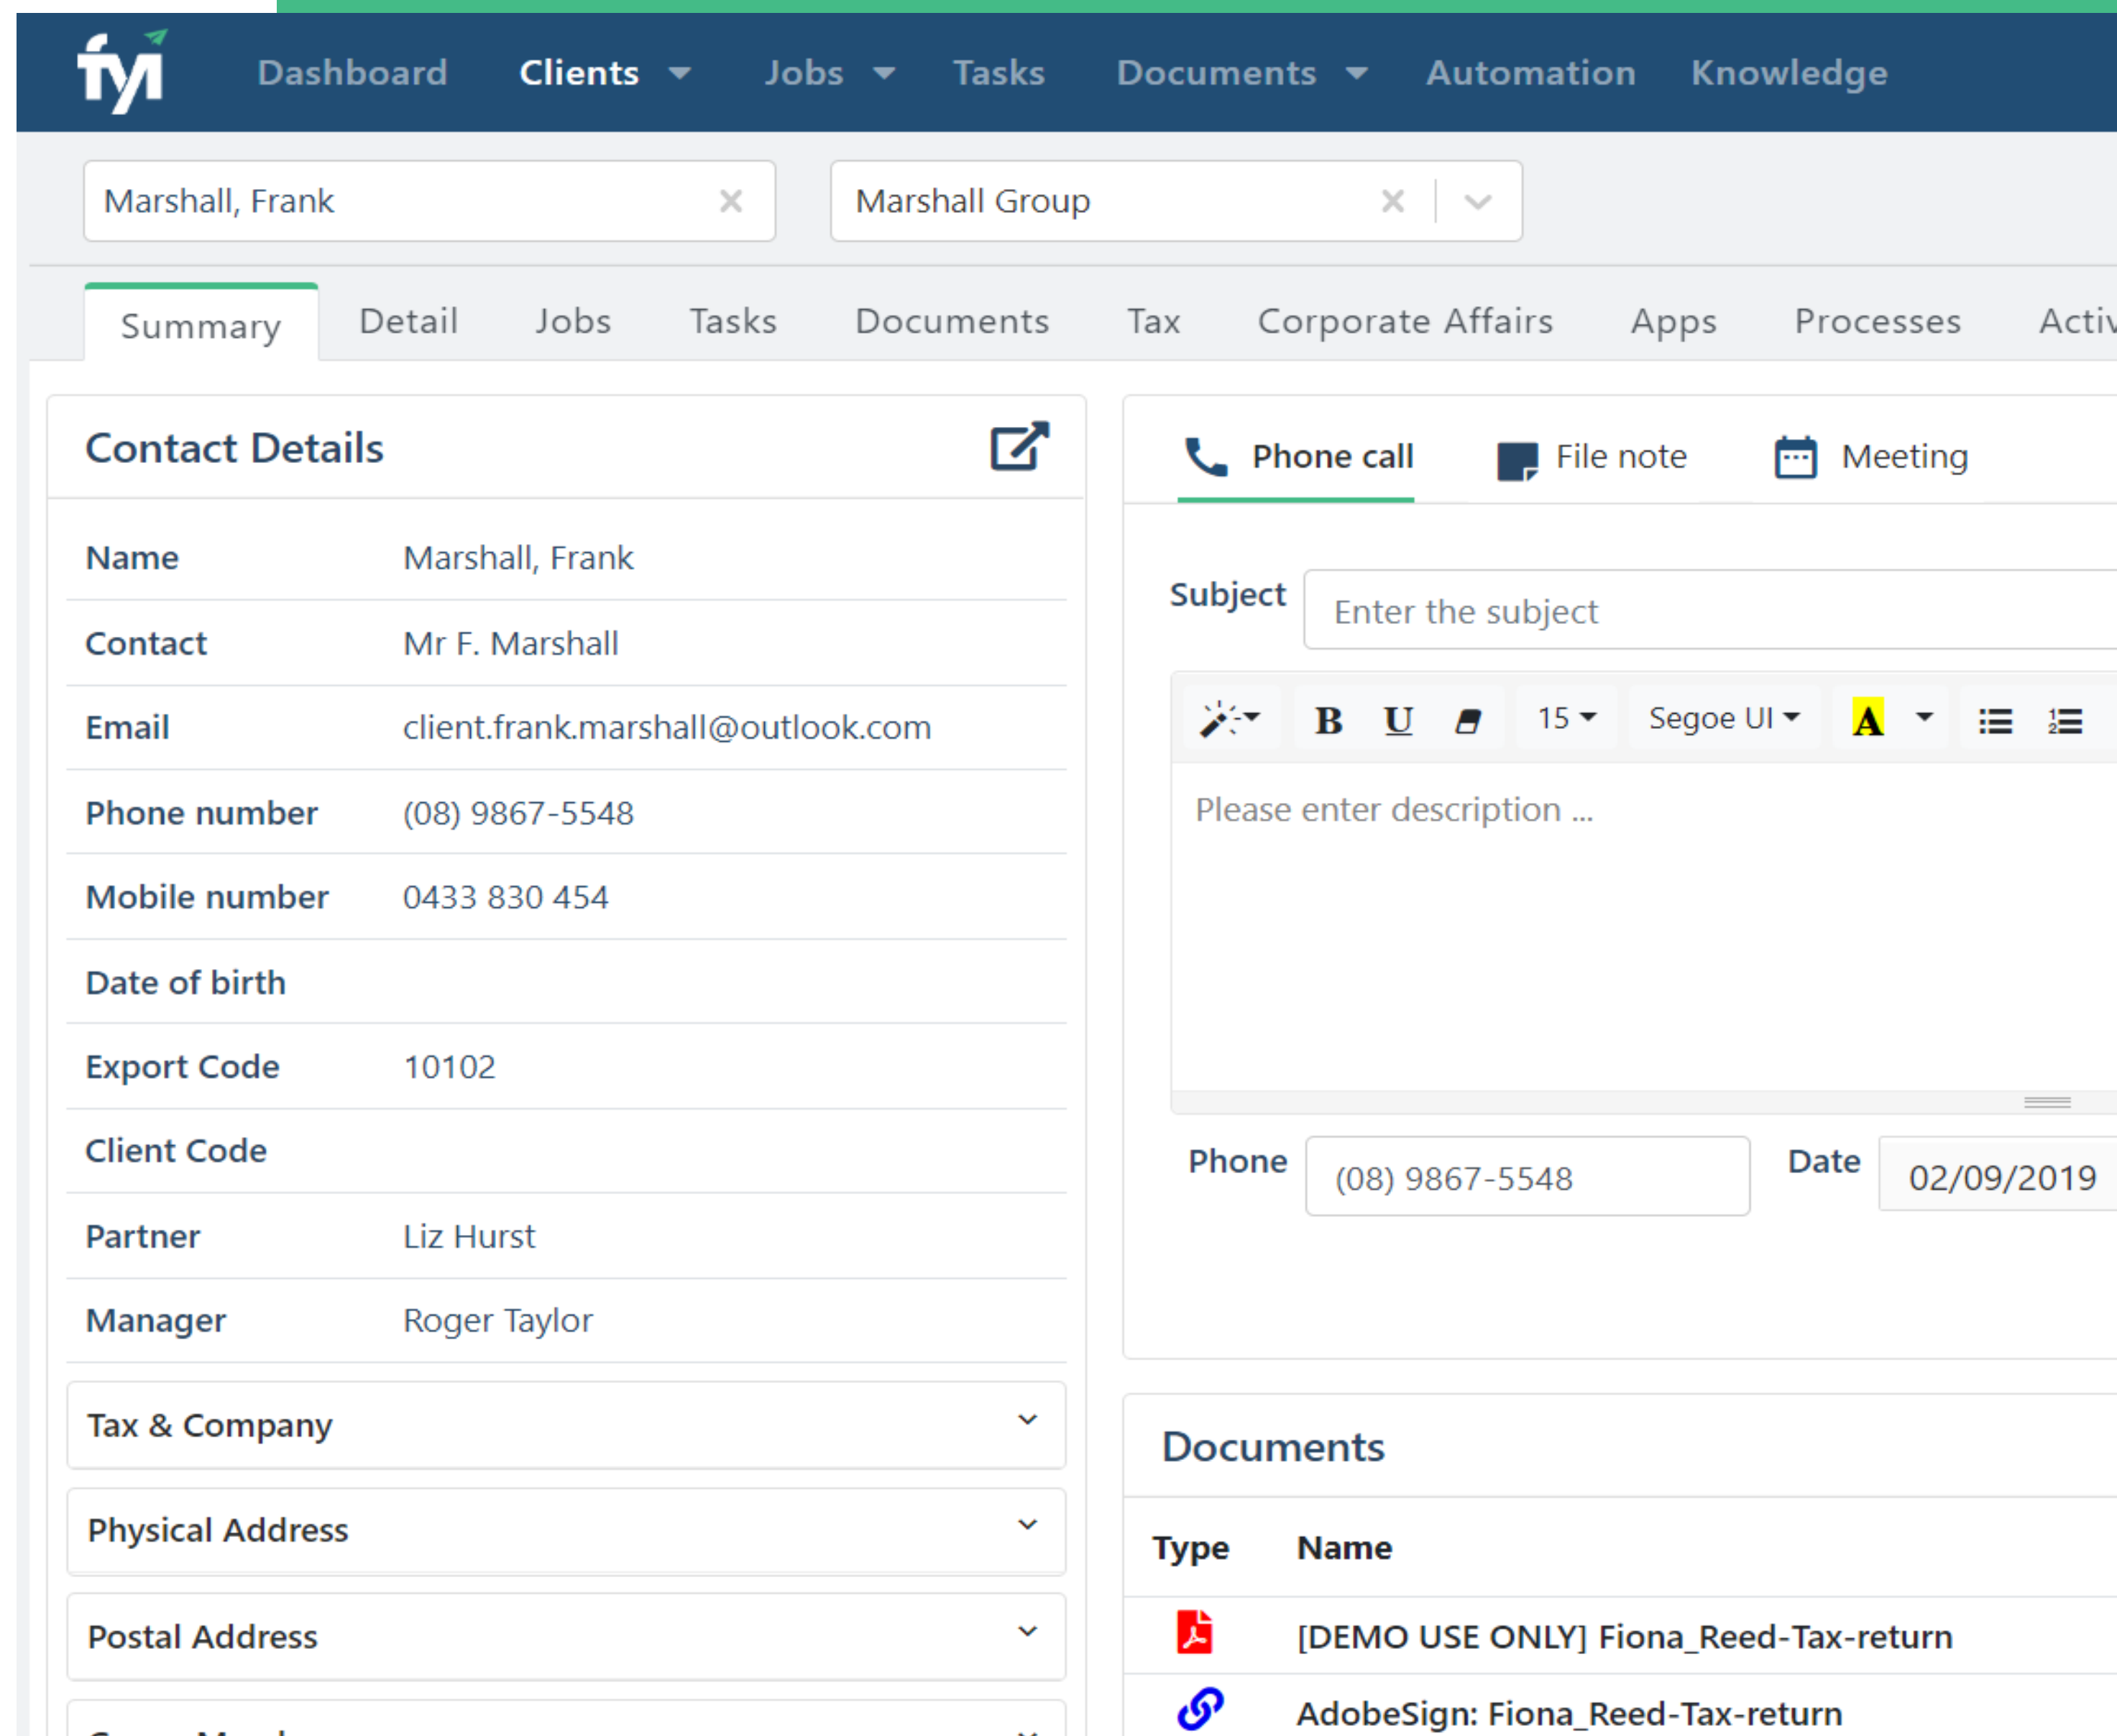 fyi Dashboard Clients Jobs Tasks Documents Automation Knowledge
Marshall, Frank Marshall Group
Summary Detail Jobs Tasks Documents Tax Corporate Affairs Apps Processes Activ
Contact Details
Name Marshall, Frank
Contact Mr F. Marshall
Email client.frank.marshall@outlook.com
Phone number (08) 9867-5548
Mobile number 0433 830 454
Date of birth
Export Code 10102
Client Code
Partner Liz Hurst
Manager Roger Taylor
Tax & Company
Physical Address
Postal Address
Phone call File note Meeting
Subject Enter the subject
B U 15 Segoe UI A
Please enter description ...
Phone (08) 9867-5548 Date 02/09/2019
Documents
Type Name
[DEMO USE ONLY] Fiona_Reed-Tax-return
AdobeSign: Fiona_Reed-Tax-return